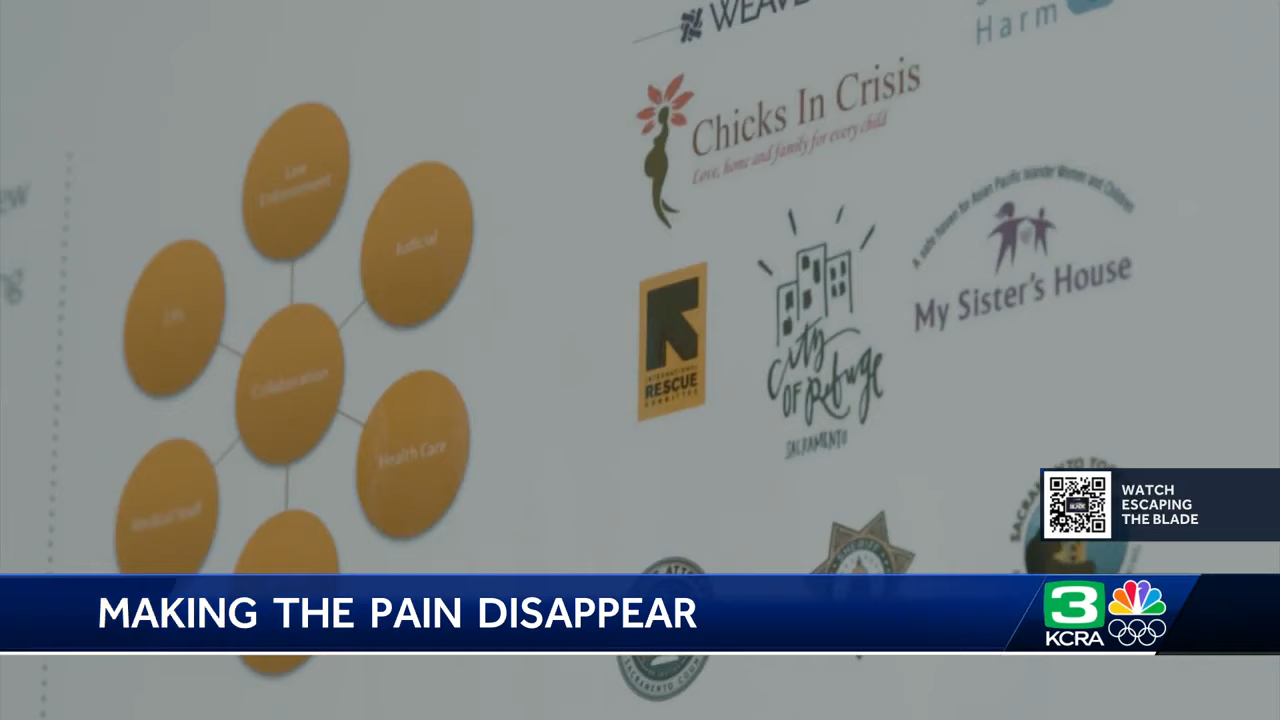 WEAVE
Harm
Chicks In Crisis
Love, home and family for every child
A safe haven for Asian Pacific Islander Women and Children
My Sister's House
Law
Enforcement
Judicial
Collaboration
Health Care
Medical Staff
INTERNATIONAL
RESCUE
COMMITTEE
City
OF Refuge
SACRAMENTO
SHERIFF
WATCH
ESCAPING
THE BLADE
MAKING THE PAIN DISAPPEAR
3
KCRA